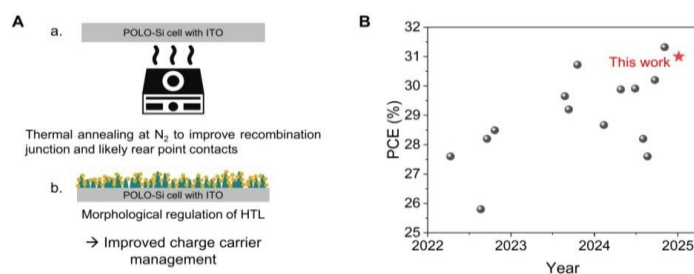 A
a.
POLO-Si cell with ITO
Thermal annealing at N2 to improve recombination
junction and likely rear point contacts
b.
POLO-Si cell with ITO
Morphological regulation of HTL
→ Improved charge carrier
management
B
32
31
30
29
28
27
26
25
PCE (%)
This work
2022
2023
2024
2025
Year